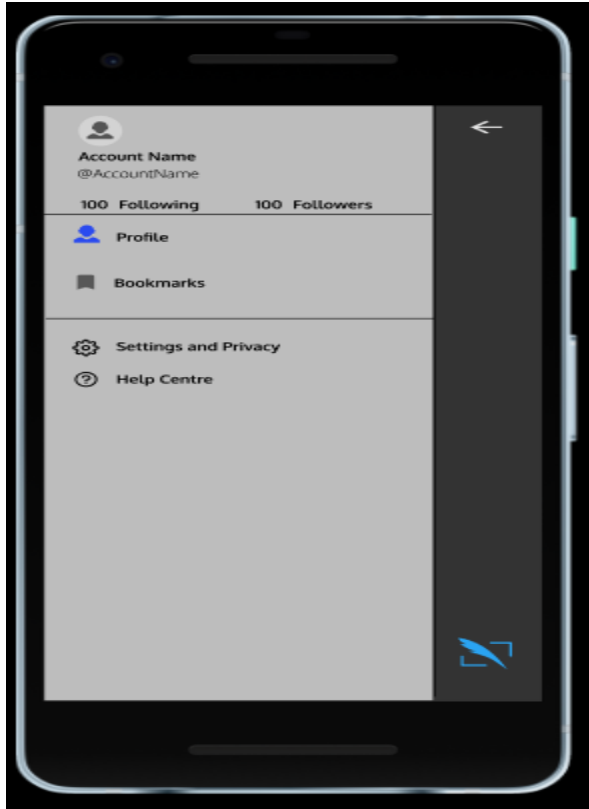 Account Name
@AccountName
100 Following 100 Followers
Profile
Bookmarks
Settings and Privacy
Help Centre